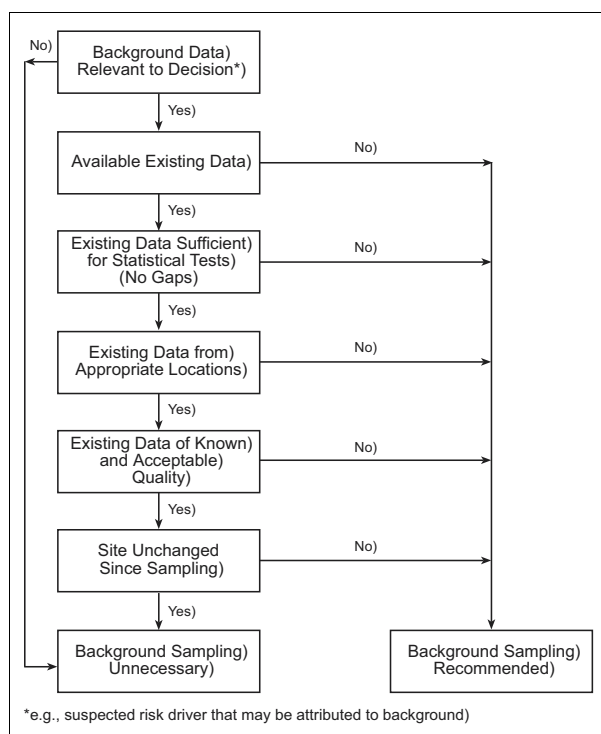 No)
Background Data)
Relevant to Decision*)
Yes)
Available Existing Data)
No)
Yes)
Existing Data Sufficient)
for Statistical Tests)
(No Gaps)
No)
Yes)
Existing Data from)
Appropriate Locations)
No)
Yes)
Existing Data of Known)
and Acceptable)
Quality)
No)
Yes)
Site Unchanged
Since Sampling)
No)
Yes)
Background Sampling)
Unnecessary)
Background Sampling)
Recommended)
*e.g., suspected risk driver that may be attributed to background)